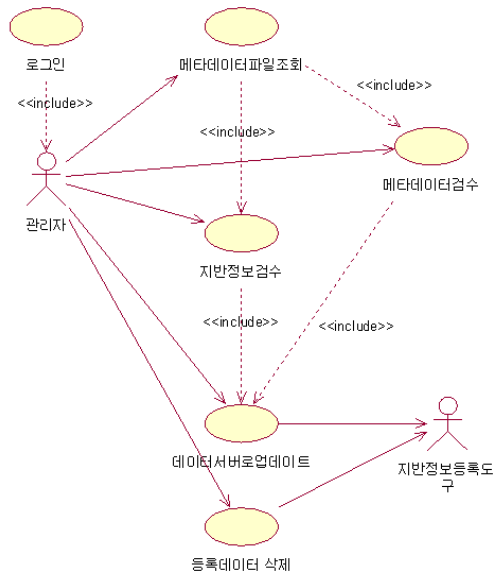 로그인
메타데이터파일조회
<<include>>
<<include>>
<<include>>
메타데이터검수
관리자
지반정보검수
<<include>>
<<include>>
데이터서버로업데이트
지반정보등록도
구
등록데이터 삭제